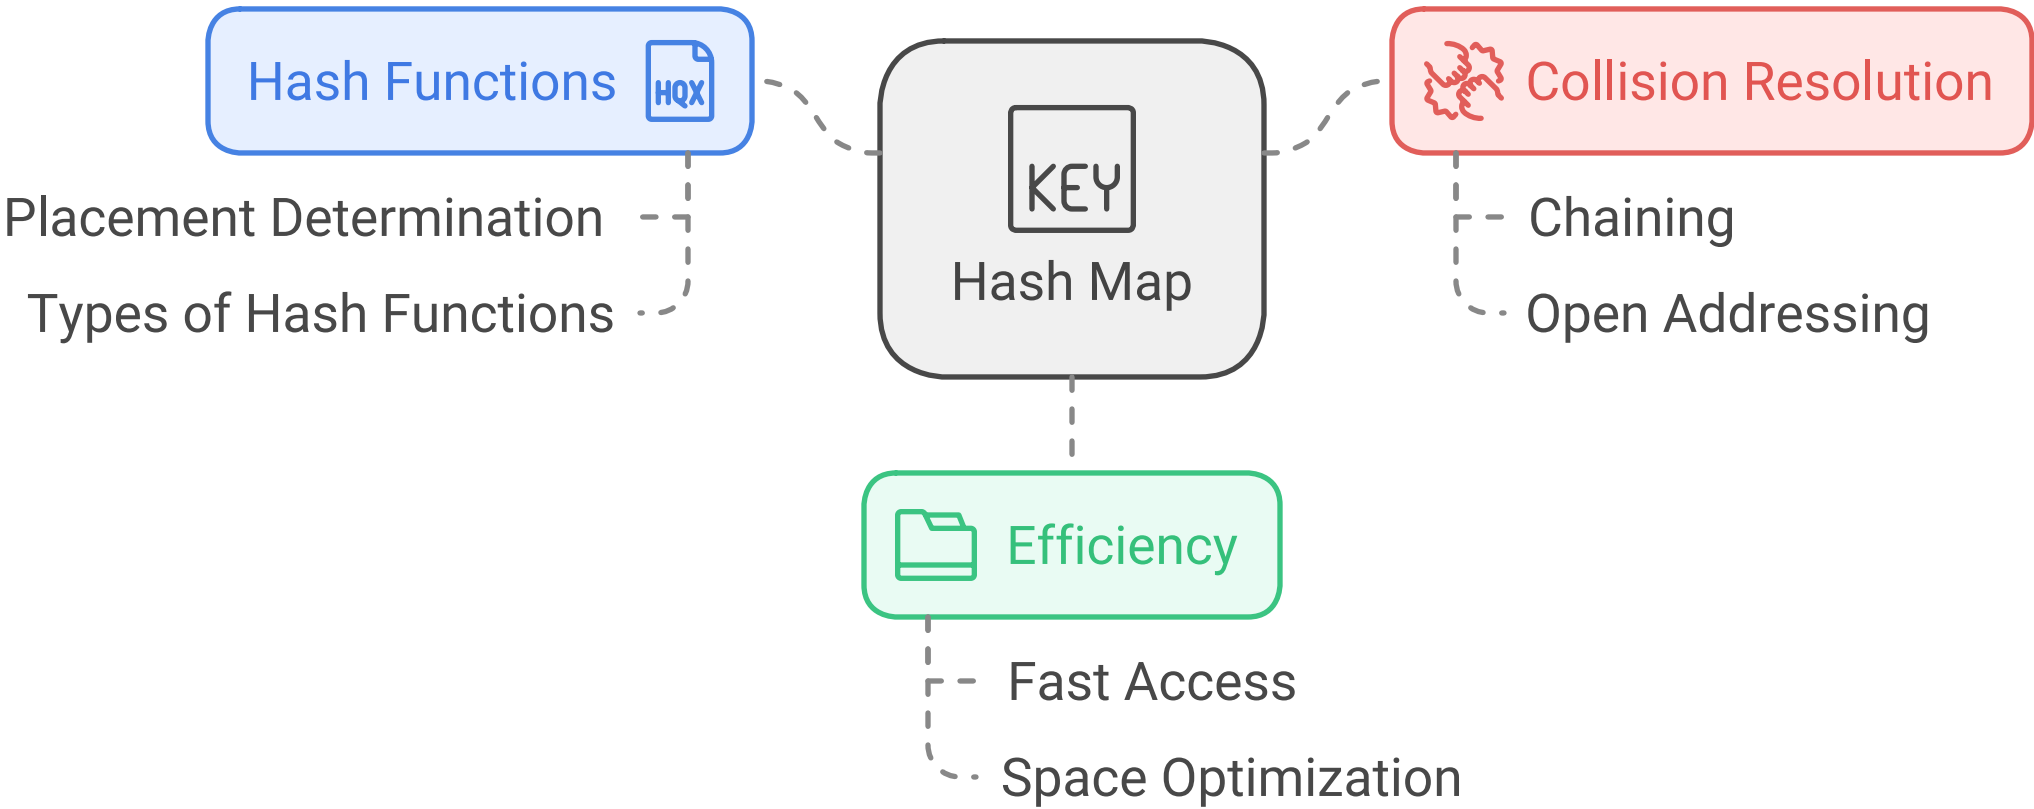 Hash Functions
HQX
Placement Determination
Types of Hash Functions
KEY
Hash Map
Collision Resolution
Chaining
Open Addressing
Efficiency
Fast Access
Space Optimization